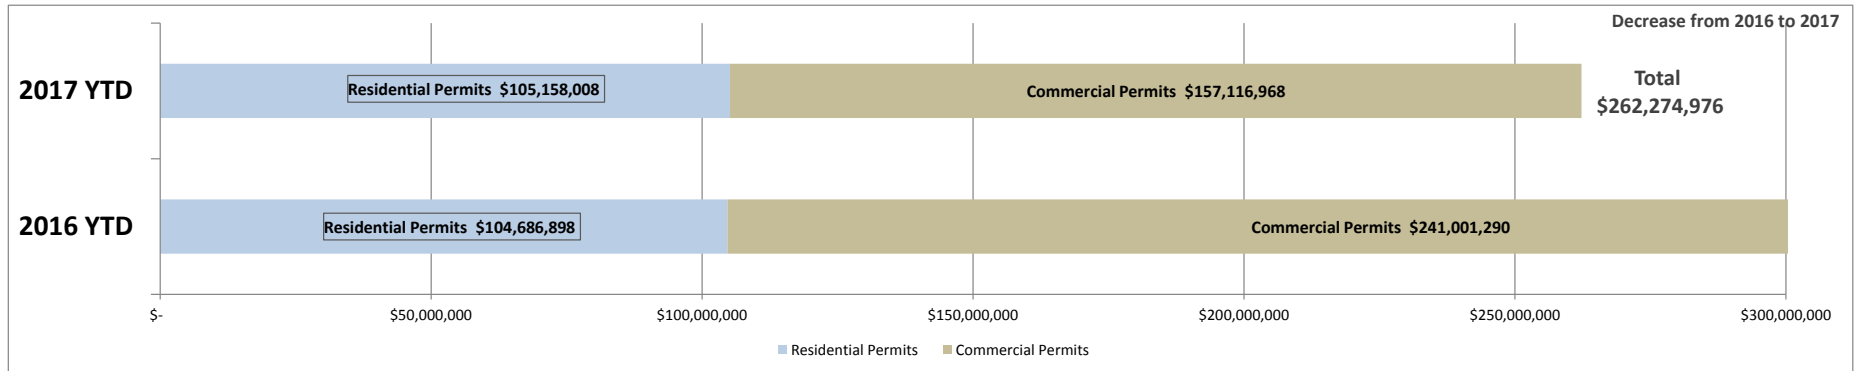 Decrease from 2016 to 2017
2017 YTD
Residential Permits $105,158,008
Commercial Permits $157,116,968
Total
$262,274,976
2016 YTD
Residential Permits $104,686,898
Commercial Permits $241,001,290
$- $50,000,000 $100,000,000 $150,000,000 $200,000,000 $250,000,000 $300,000,000
Residential Permits Commercial Permits